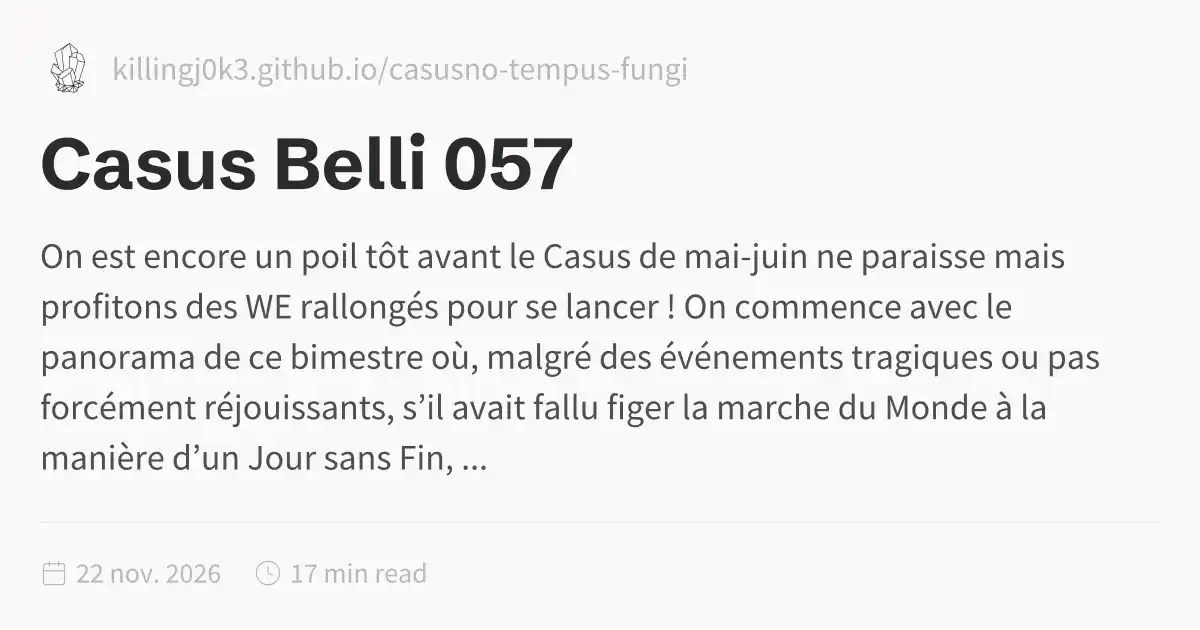 killingj0k3.github.io/casusno-tempus-fungi
Casus Belli 057
On est encore un poil tôt avant le Casus de mai-juin ne paraisse mais
profitons des WE rallongés pour se lancer ! On commence avec le
panorama de ce bimestre où, malgré des événements tragiques ou pas
forcément réjouissants, s’il avait fallu figer la marche du Monde à la
manière d’un Jour sans Fin, ...
22 nov. 2026
17 min read